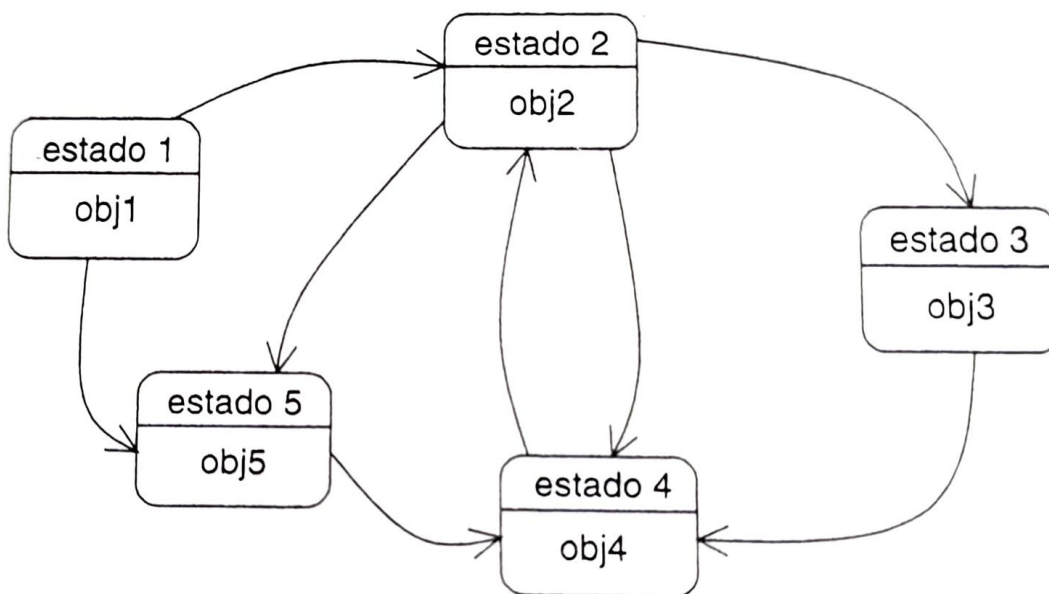 estado 1
obj1
estado 2
obj2
estado 3
obj3
estado 4
obj4
estado 5
obj5